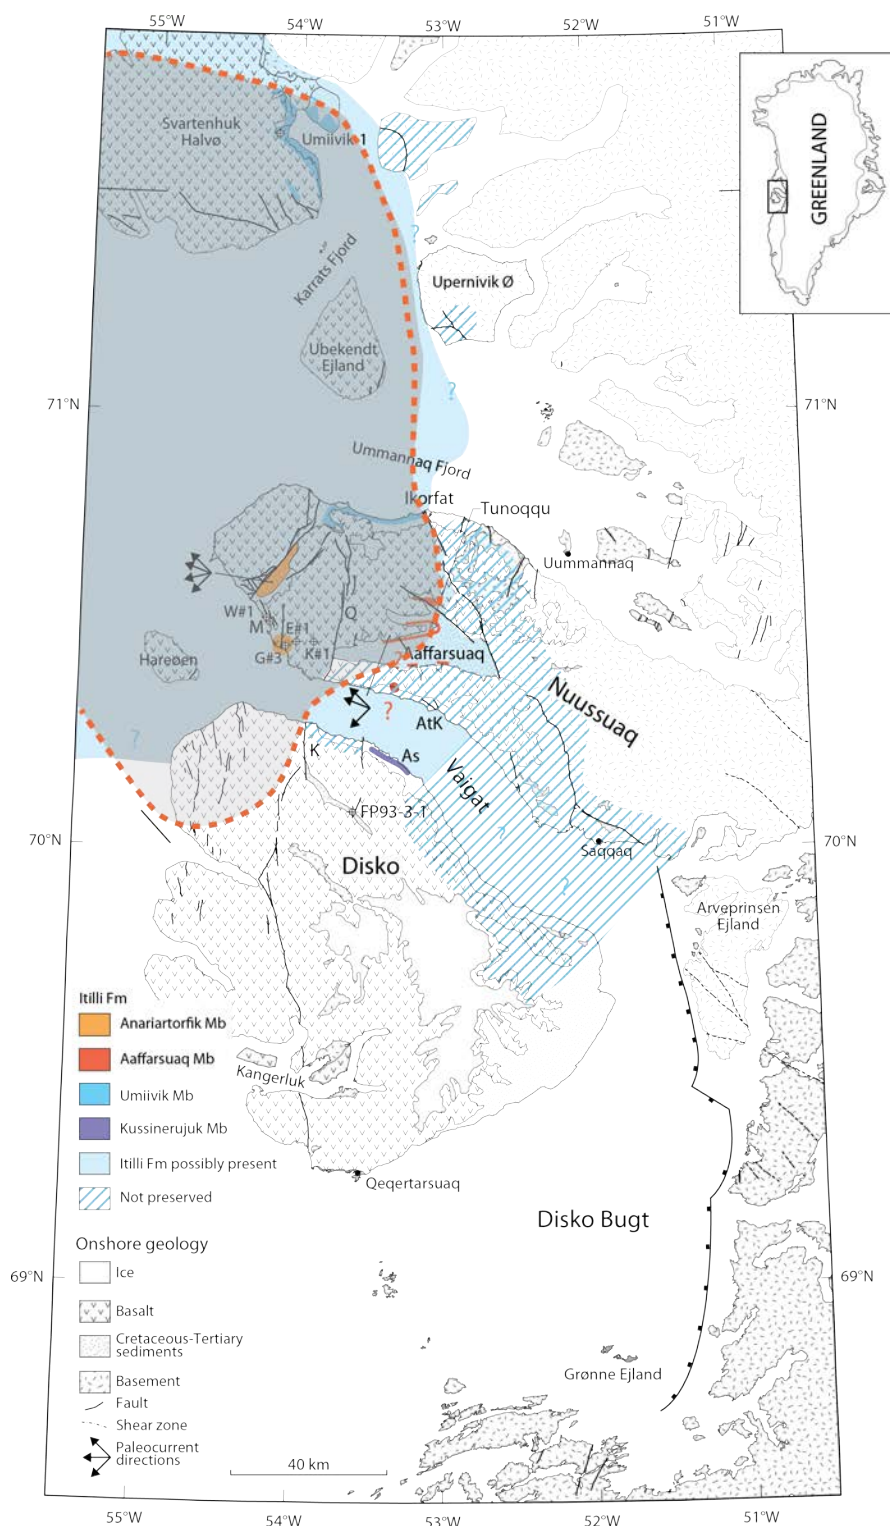 55°W
54°W
53°W
52°W
51°W
Svartenhuk
Halvø
Umiivik 1
GREENLAND
?
Karrats Fjord
Upernivik Ø
Ubekendt
Ejland
?
71°N
71°N
Ummannaq Fjord
Ikorfat
Tunoqqu
Uummannaq
W#1
M
E#1
Q
K#1
G#3
Hareøen
Aaffarsuaq
?
Nuussuaq
?
AtK
?
K
As
Vaigat
FP93-3-1
?
70°N
70°N
Saqqaq
Disko
?
Arveprinsen
Ejland
Itilli Fm
Anariartorfik Mb
Aaffarsuaq Mb
Kangerluk
Umiivik Mb
Kussinerujuk Mb
Itilli Fm possibly present
Qeqertarsuaq
Not preserved
Disko Bugt
Onshore geology
69°N
69°N
Ice
Basalt
Cretaceous-Tertiary
sediments
Grønne Ejland
Basement
Fault
Shear zone
Paleocurrent
directions
40 km
55°W
54°W
53°W
52°W
51°W